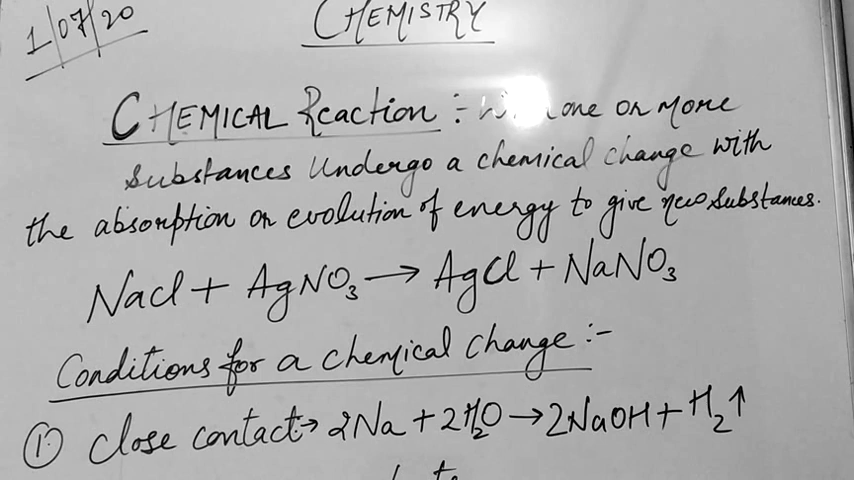 1/07/20
CHEMISTRY
CHEMICAL Reaction :- one or more
substances undergo a chemical change with
the absorption or evolution of energy to give new substances.
NaCl + AgNO₃ → AgCl + NaNO₃
Conditions for a chemical change :-
① Close contact → 2Na + 2H₂O → 2NaOH + H₂↑